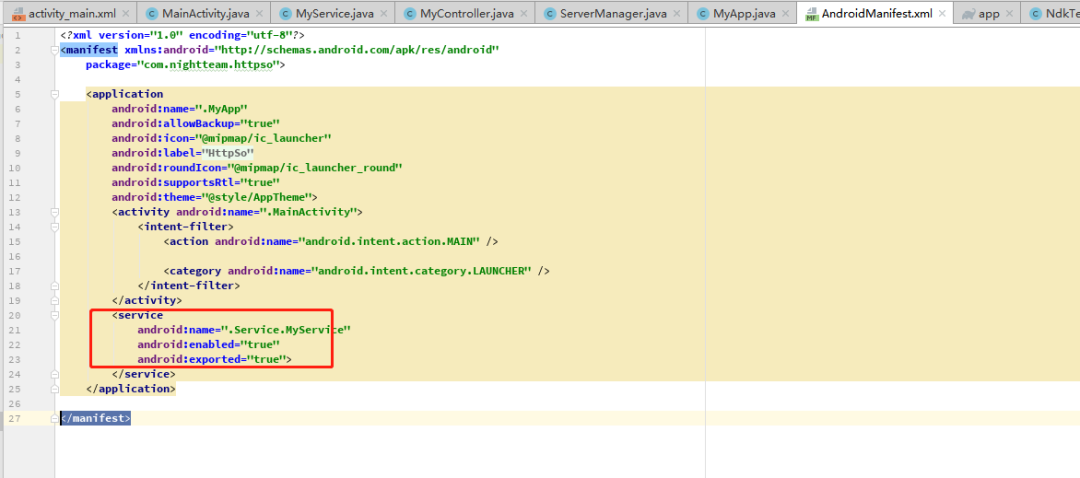 activity_main.xml MainActivity.java MyService.java MyController.java ServerManager.java MyApp.java AndroidManifest.xml app NdkTe
1 <?xml version="1.0" encoding="utf-8"?>
2 <manifest xmlns:android="http://schemas.android.com/apk/res/android"
3 package="com.nightteam.httpso">
4
5 <application
6 android:name=".MyApp"
7 android:allowBackup="true"
8 android:icon="@mipmap/ic_launcher"
9 android:label="HttpSo"
10 android:roundIcon="@mipmap/ic_launcher_round"
11 android:supportsRtl="true"
12 android:theme="@style/AppTheme">
13 <activity android:name=".MainActivity">
14 <intent-filter>
15 <action android:name="android.intent.action.MAIN" />
16
17 <category android:name="android.intent.category.LAUNCHER" />
18 </intent-filter>
19 </activity>
20 <service
21 android:name=".Service.MyService"
22 android:enabled="true"
23 android:exported="true">
24 </service>
25 </application>
26
27 </manifest>